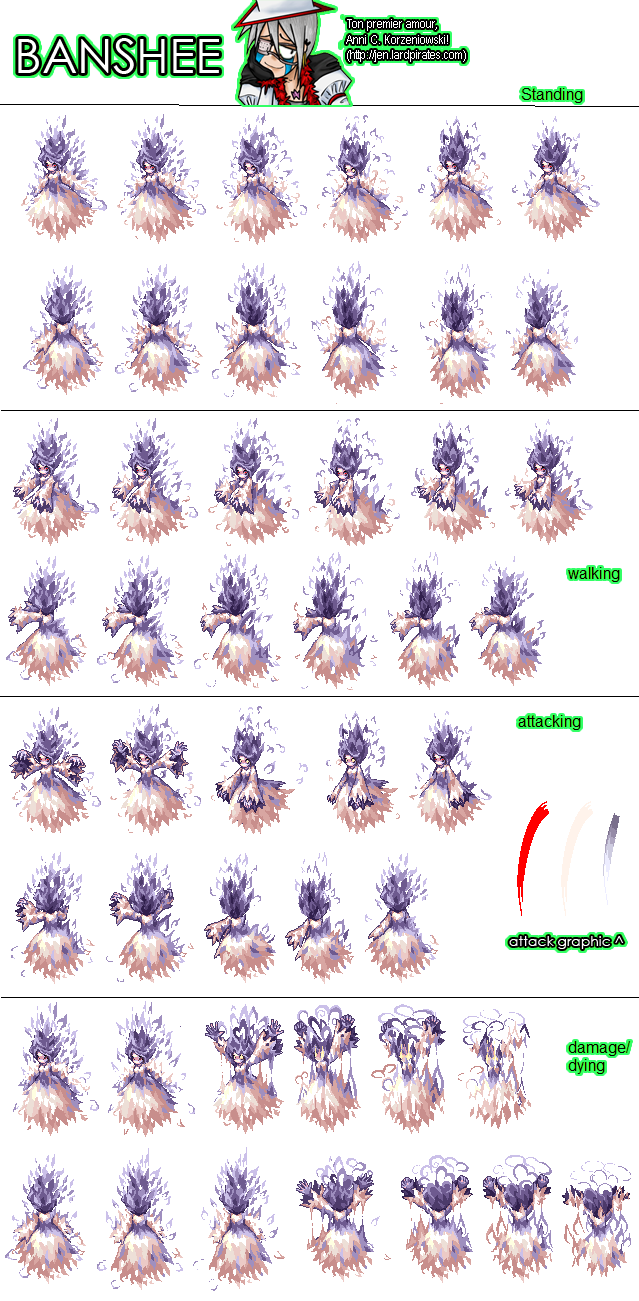 BANSHEE
Ton premier amour,
Anni C. Korzeniowski!
(http://jen.lardpirates.com)
Standing
walking
attacking
attack graphic ^
damage/
dying